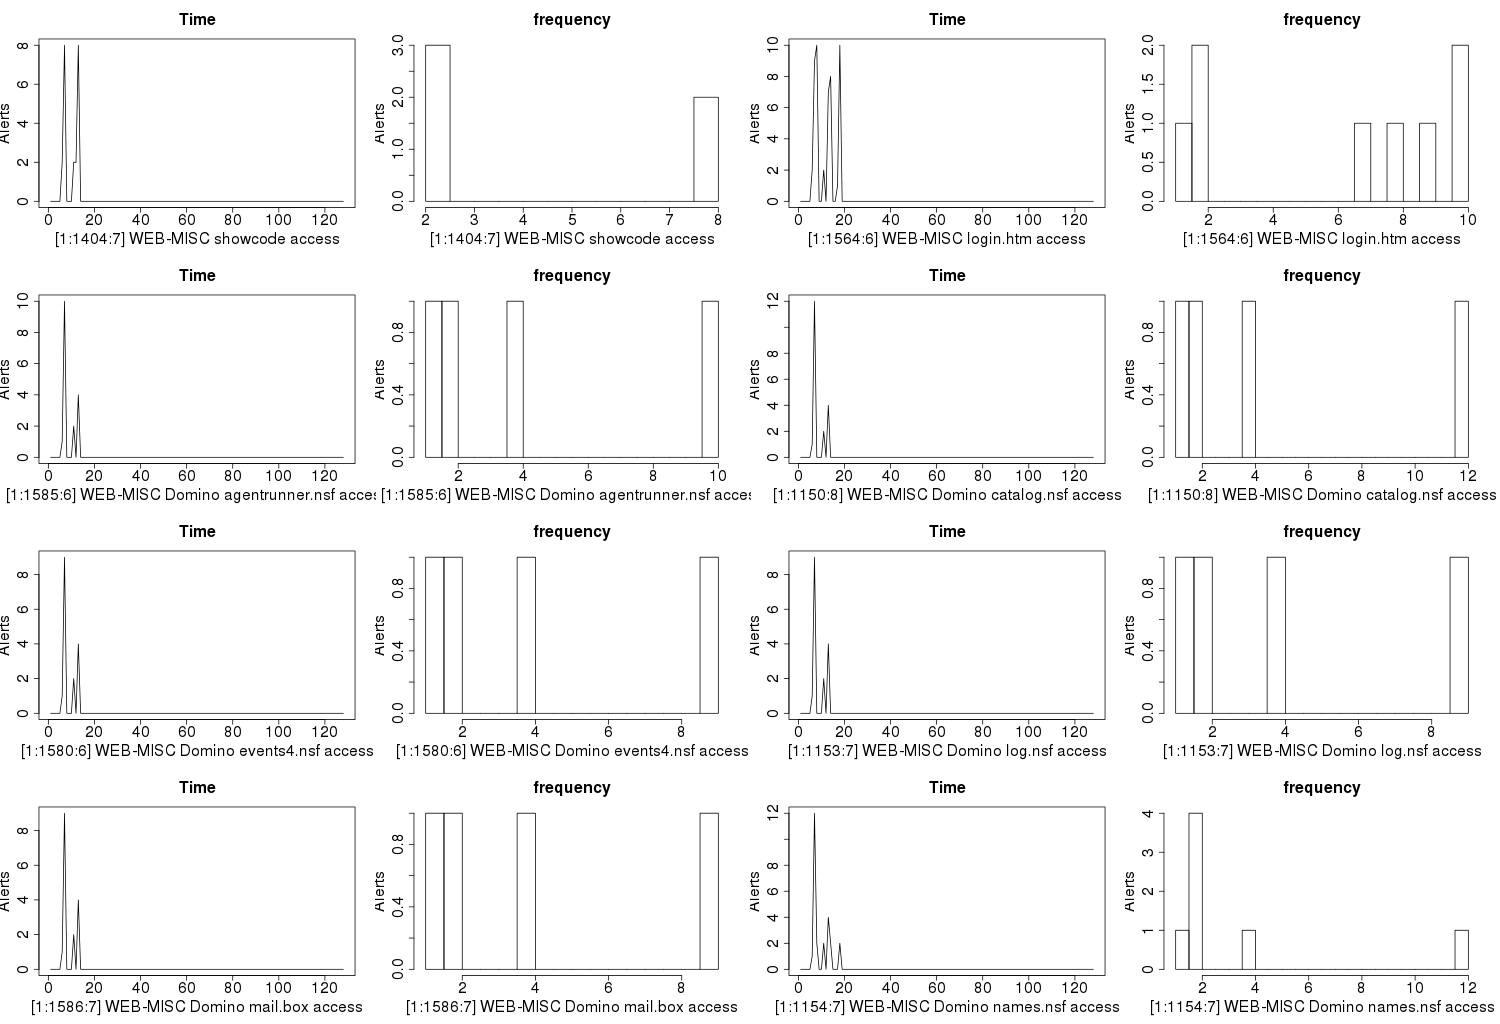 Time
frequency
Time
frequency
Alerts
0 2 4 6 8
0 20 40 60 80 100 120
[1:1404:7] WEB-MISC showcode access
Alerts
0.0 1.0 2.0 3.0
2 3 4 5 6 7 8
[1:1404:7] WEB-MISC showcode access
Alerts
0 2 4 6 8 10
0 20 40 60 80 100 120
[1:1564:6] WEB-MISC login.htm access
Alerts
0.0 0.5 1.0 1.5 2.0
2 4 6 8 10
[1:1564:6] WEB-MISC login.htm access
Time
frequency
Time
frequency
Alerts
0 2 4 6 8 10
0 20 40 60 80 100 120
[1:1585:6] WEB-MISC Domino agentrunner.nsf acces
Alerts
0.0 0.4 0.8
2 4 6 8 10
[1:1585:6] WEB-MISC Domino agentrunner.nsf acces
Alerts
0 2 4 6 8 12
0 20 40 60 80 100 120
[1:1150:8] WEB-MISC Domino catalog.nsf access
Alerts
0.0 0.4 0.8
2 4 6 8 10 12
[1:1150:8] WEB-MISC Domino catalog.nsf access
Time
frequency
Time
frequency
Alerts
0 2 4 6 8
0 20 40 60 80 100 120
[1:1580:6] WEB-MISC Domino events4.nsf access
Alerts
0.0 0.4 0.8
2 4 6 8
[1:1580:6] WEB-MISC Domino events4.nsf access
Alerts
0 2 4 6 8
0 20 40 60 80 100 120
[1:1153:7] WEB-MISC Domino log.nsf access
Alerts
0.0 0.4 0.8
2 4 6 8
[1:1153:7] WEB-MISC Domino log.nsf access
Time
frequency
Time
frequency
Alerts
0 2 4 6 8
0 20 40 60 80 100 120
[1:1586:7] WEB-MISC Domino mail.box access
Alerts
0.0 0.4 0.8
2 4 6 8
[1:1586:7] WEB-MISC Domino mail.box access
Alerts
0 2 4 6 8 12
0 20 40 60 80 100 120
[1:1154:7] WEB-MISC Domino names.nsf access
Alerts
0 1 2 3 4
2 4 6 8 10 12
[1:1154:7] WEB-MISC Domino names.nsf access